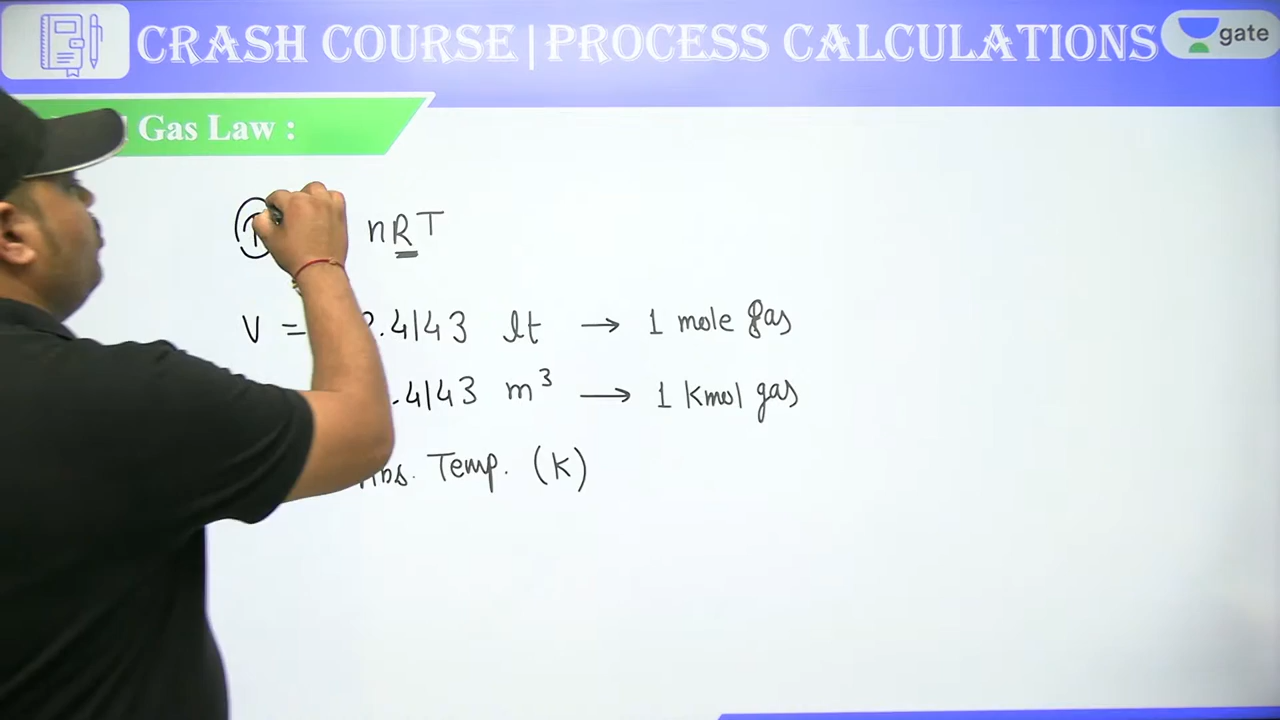 CRASH COURSE|PROCESS CALCULATIONS
gate
Gas Law :
nRT
V = .4143 lt → 1 mole gas
.4143 m³ → 1 Kmol gas
Abs. Temp. (K)